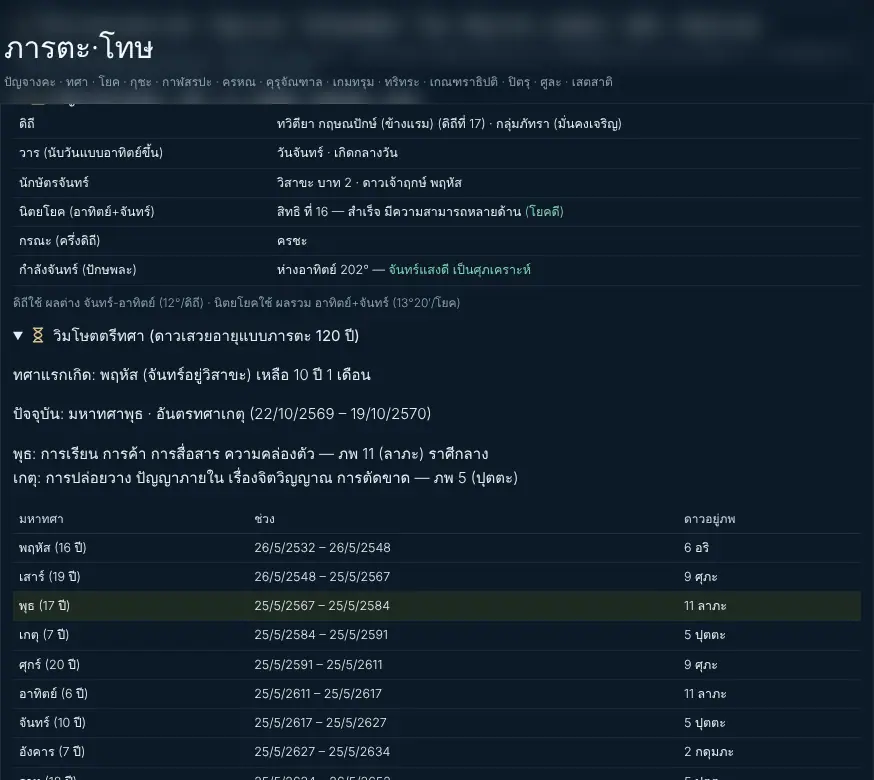 ภารตะ·โทษ
ปัญจางคะ · ทศา · โยค · กุชะ · กาฬสรปะ · ครหณ · คุรุจัณฑาล · เกมทรุม · ทริทระ · เกณฑราธิปติ · ปิตรุ · ศูละ · เสตสาติ
ดิถี ทวิตียา กฤษณปักษ์ (ข้างแรม) (ดิถีที่ 17) · กลุ่มภัทรา (มั่นคงเจริญ)
วาร (นับวันแบบอาทิตย์ขึ้น) วันจันทร์ · เกิดกลางวัน
นักษัตรจันทร์ วิสาขะ บาท 2 · ดาวเจ้าฤกษ์ พฤหัส
นิตยโยค (อาทิตย์+จันทร์) สิทธิ ที่ 16 — สำเร็จ มีความสามารถหลายด้าน (โยคดี)
กรณะ (ครึ่งดิถี) ครชะ
กำลังจันทร์ (ปักษพละ) ห่างอาทิตย์ 202° — จันทร์แสงดี เป็นศุภเคราะห์
ดิถีใช้ ผลต่าง จันทร์-อาทิตย์ (12°/ดิถี) · นิตยโยคใช้ ผลรวม อาทิตย์+จันทร์ (13°20′/โยค)
▼ ⏳ วิมโษตตรีทศา (ดาวเสวยอายุแบบภารตะ 120 ปี)
ทศาแรกเกิด: พฤหัส (จันทร์อยู่วิสาขะ) เหลือ 10 ปี 1 เดือน
ปัจจุบัน: มหาทศาพุธ · อันตรทศาเกตุ (22/10/2569 – 19/10/2570)
พุธ: การเรียน การค้า การสื่อสาร ความคล่องตัว — ภพ 11 (ลาภะ) ราศีกลาง
เกตุ: การปล่อยวาง ปัญญาภายใน เรื่องจิตวิญญาณ การตัดขาด — ภพ 5 (ปุตตะ)
มหาทศา ช่วง ดาวอยู่ภพ
พฤหัส (16 ปี) 26/5/2532 – 26/5/2548 6 อริ
เสาร์ (19 ปี) 26/5/2548 – 25/5/2567 9 ศุภะ
พุธ (17 ปี) 25/5/2567 – 25/5/2584 11 ลาภะ
เกตุ (7 ปี) 25/5/2584 – 25/5/2591 5 ปุตตะ
ศุกร์ (20 ปี) 25/5/2591 – 25/5/2611 9 ศุภะ
อาทิตย์ (6 ปี) 25/5/2611 – 25/5/2617 11 ลาภะ
จันทร์ (10 ปี) 25/5/2617 – 25/5/2627 5 ปุตตะ
อังคาร (7 ปี) 25/5/2627 – 25/5/2634 2 กดุมภะ